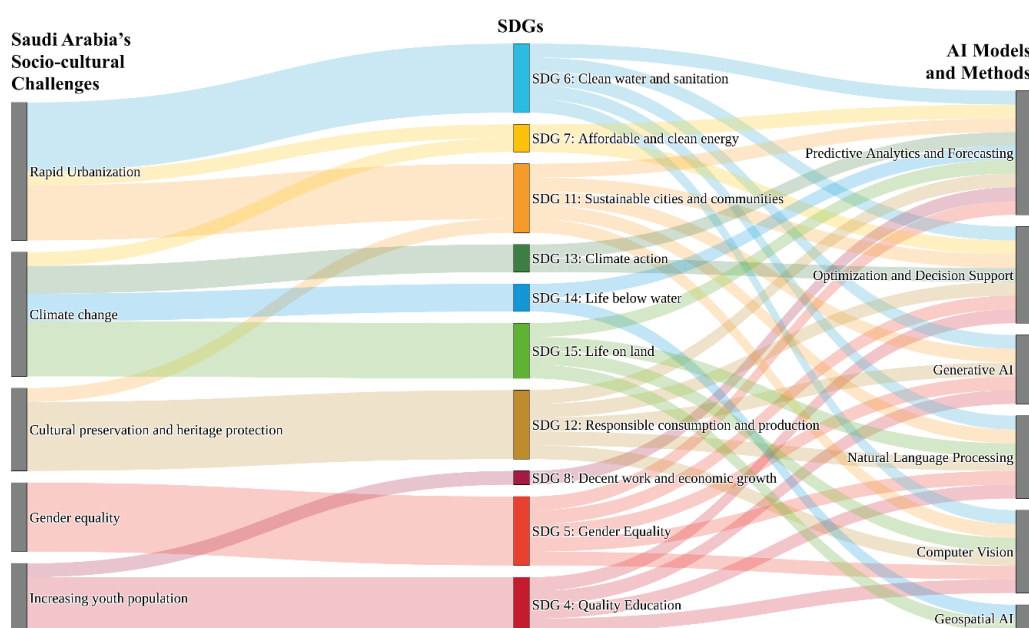 Saudi Arabia's
Socio-cultural
Challenges
Rapid Urbanization
Climate change
Cultural preservation and heritage protection
Gender equality
Increasing youth population
SDGs
SDG 6: Clean water and sanitation
SDG 7: Affordable and clean energy
SDG 11: Sustainable cities and communities
SDG 13: Climate action
SDG 14: Life below water
SDG 15: Life on land
SDG 12: Responsible consumption and production
SDG 8: Decent work and economic growth
SDG 5: Gender Equality
SDG 4: Quality Education
AI Models
and Methods
Predictive Analytics and Forecasting
Optimization and Decision Support
Generative AI
Natural Language Processing
Computer Vision
Geospatial AI